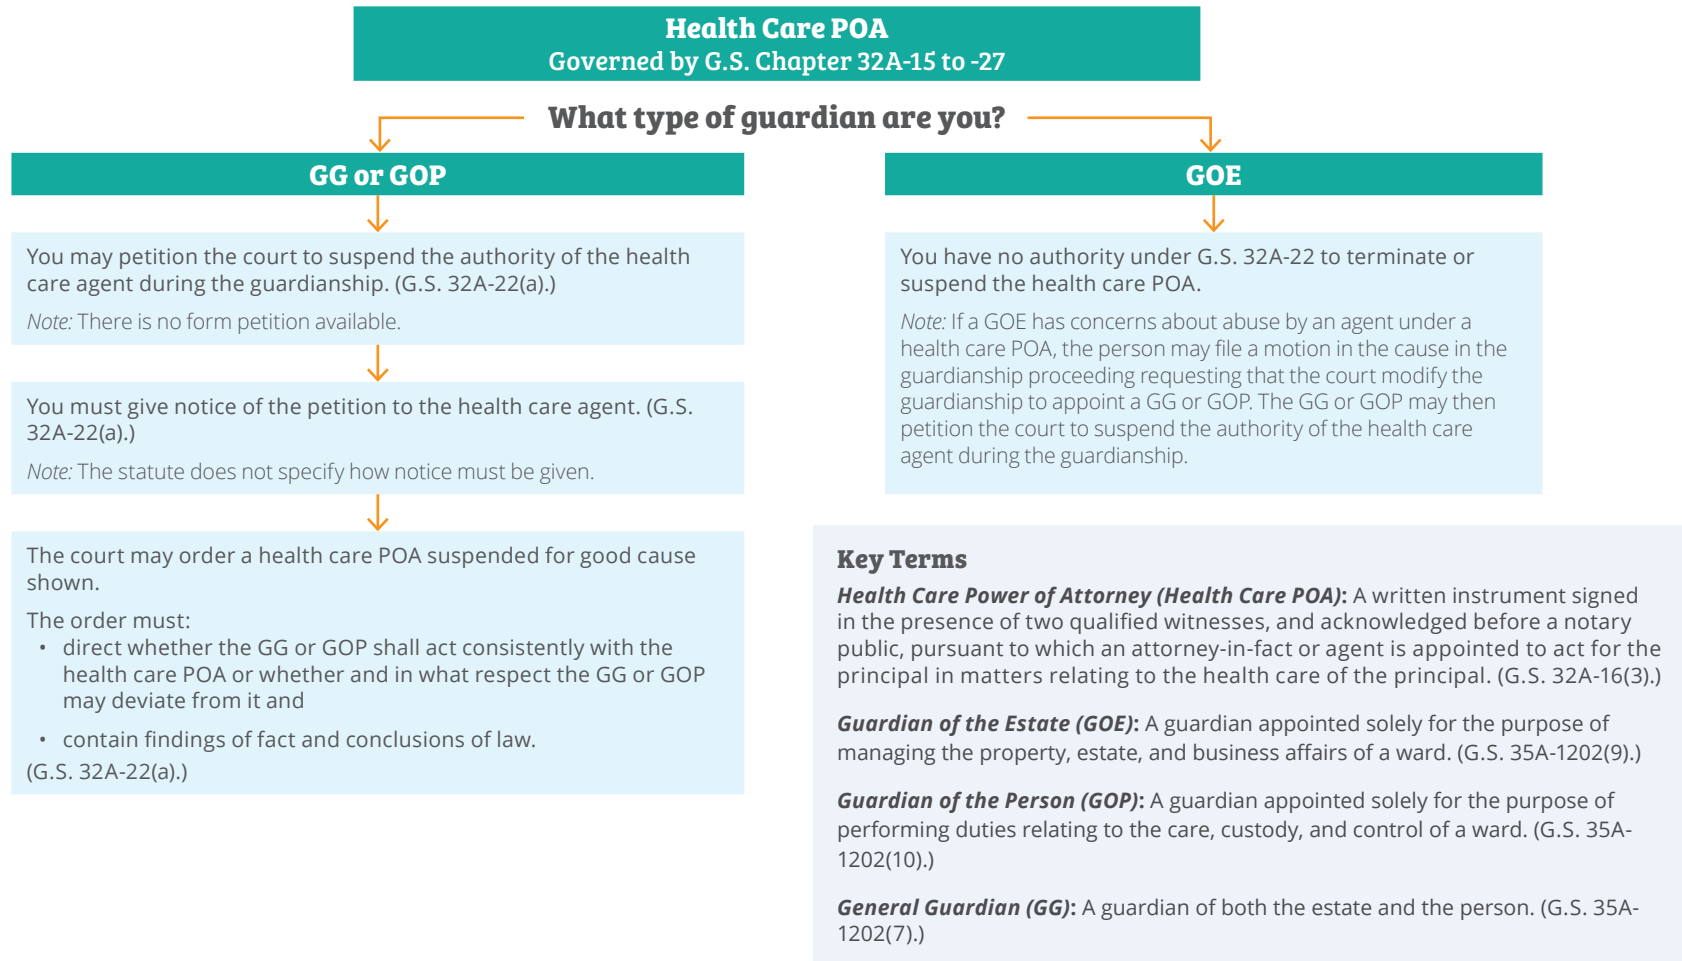 Health Care POA
Governed by G.S. Chapter 32A-15 to -27
What type of guardian are you?
GG or GOP
You may petition the court to suspend the authority of the health
care agent during the guardianship. (G.S. 32A-22(a).)
Note: There is no form petition available.
You must give notice of the petition to the health care agent. (G.S.
32A-22(a).)
Note: The statute does not specify how notice must be given.
The court may order a health care POA suspended for good cause
shown.
The order must:
• direct whether the GG or GOP shall act consistently with the
health care POA or whether and in what respect the GG or GOP
may deviate from it and
• contain findings of fact and conclusions of law.
(G.S. 32A-22(a).)
GOE
You have no authority under G.S. 32A-22 to terminate or
suspend the health care POA.
Note: If a GOE has concerns about abuse by an agent under a
health care POA, the person may file a motion in the cause in the
guardianship proceeding requesting that the court modify the
guardianship to appoint a GG or GOP. The GG or GOP may then
petition the court to suspend the authority of the health care
agent during the guardianship.
Key Terms
Health Care Power of Attorney (Health Care POA): A written instrument signed
in the presence of two qualified witnesses, and acknowledged before a notary
public, pursuant to which an attorney-in-fact or agent is appointed to act for the
principal in matters relating to the health care of the principal. (G.S. 32A-16(3).)
Guardian of the Estate (GOE): A guardian appointed solely for the purpose of
managing the property, estate, and business affairs of a ward. (G.S. 35A-1202(9).)
Guardian of the Person (GOP): A guardian appointed solely for the purpose of
performing duties relating to the care, custody, and control of a ward. (G.S. 35A-
1202(10).)
General Guardian (GG): A guardian of both the estate and the person. (G.S. 35A-
1202(7).)